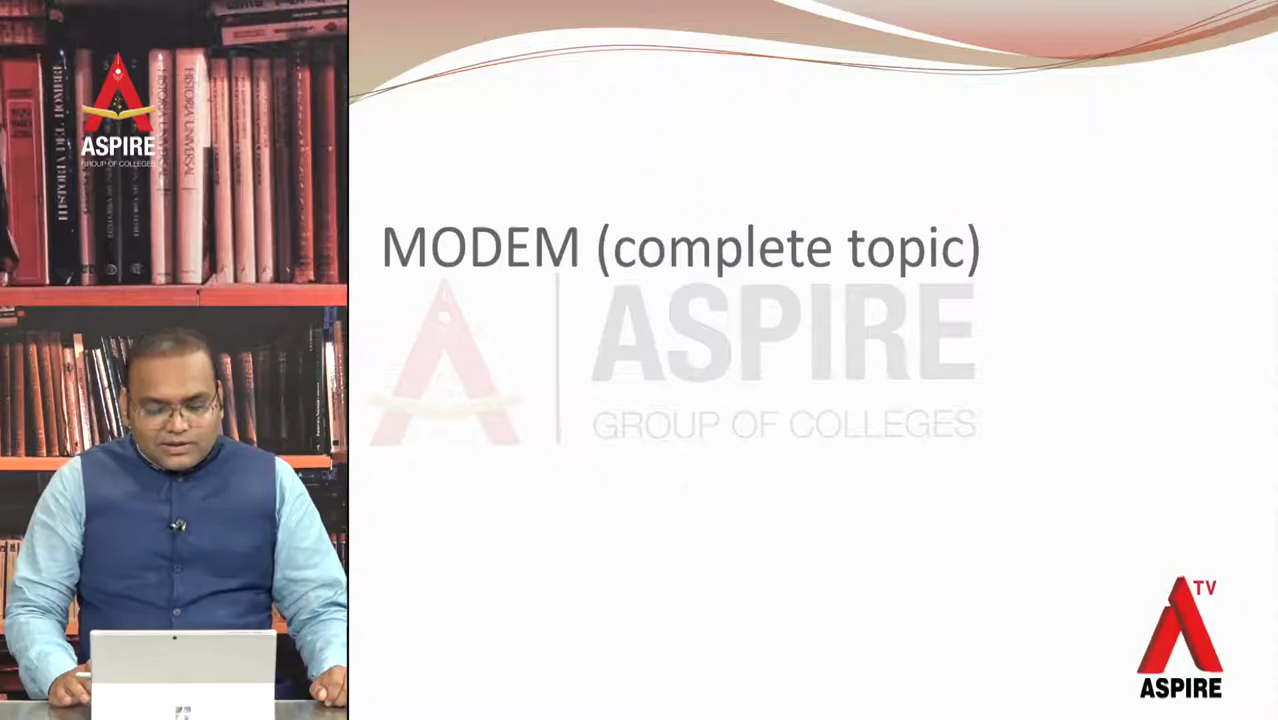 HISTORIA DEL HOMBRE
HISTORIA UNIVERSAL
ASPIRE
GROUP OF COLLEGES
MODEM (complete topic)
ASPIRE
GROUP OF COLLEGES
TV
ASPIRE